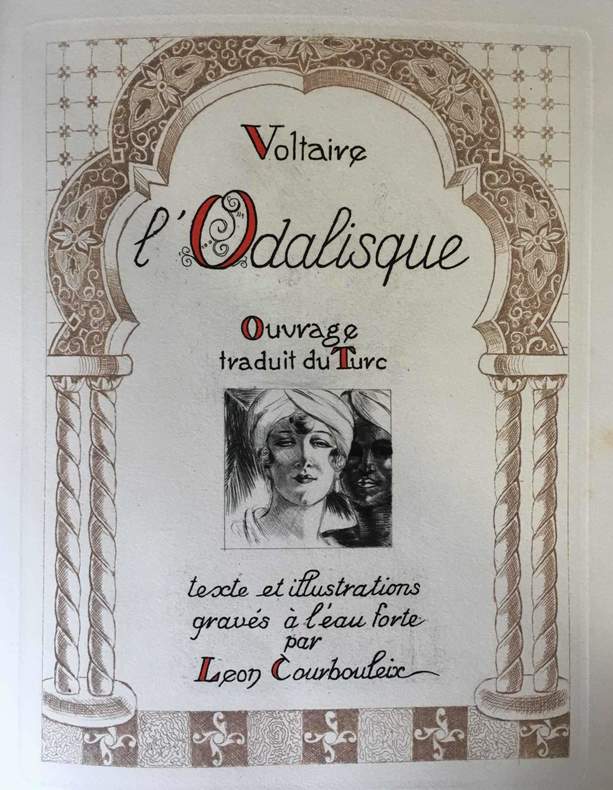 Voltaire
l'Odalisque
Ouvrage
traduit du Turc
texte et illustrations
gravés à l'eau forte
par
Leon Courbouleix